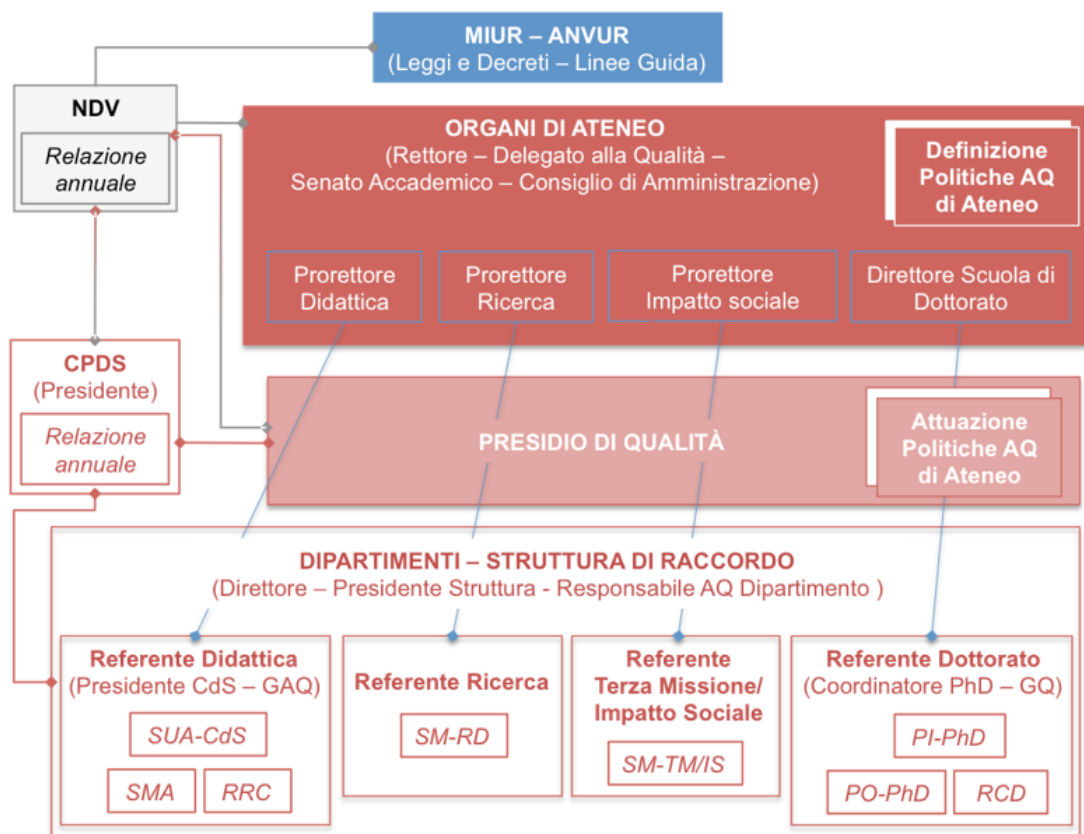 MIUR – ANVUR
(Leggi e Decreti – Linee Guida)
NDV
Relazione
annuale
ORGANI DI ATENEO
(Rettore – Delegato alla Qualità –
Senato Accademico – Consiglio di Amministrazione)
Definizione
Politiche AQ
di Ateneo
Prorettore
Didattica
Prorettore
Ricerca
Prorettore
Impatto sociale
Direttore Scuola di
Dottorato
CPDS
(Presidente)
Relazione
annuale
PRESIDIO DI QUALITÀ
Attuazione
Politiche AQ
di Ateneo
DIPARTIMENTI – STRUTTURA DI RACCORDO
(Direttore – Presidente Struttura - Responsabile AQ Dipartimento )
Referente Didattica
(Presidente CdS – GAQ)
SUA-CdS
SMA
RRC
Referente Ricerca
SM-RD
Referente
Terza Missione/
Impatto Sociale
SM-TM/IS
Referente Dottorato
(Coordinatore PhD – GQ)
PI-PhD
PO-PhD
RCD